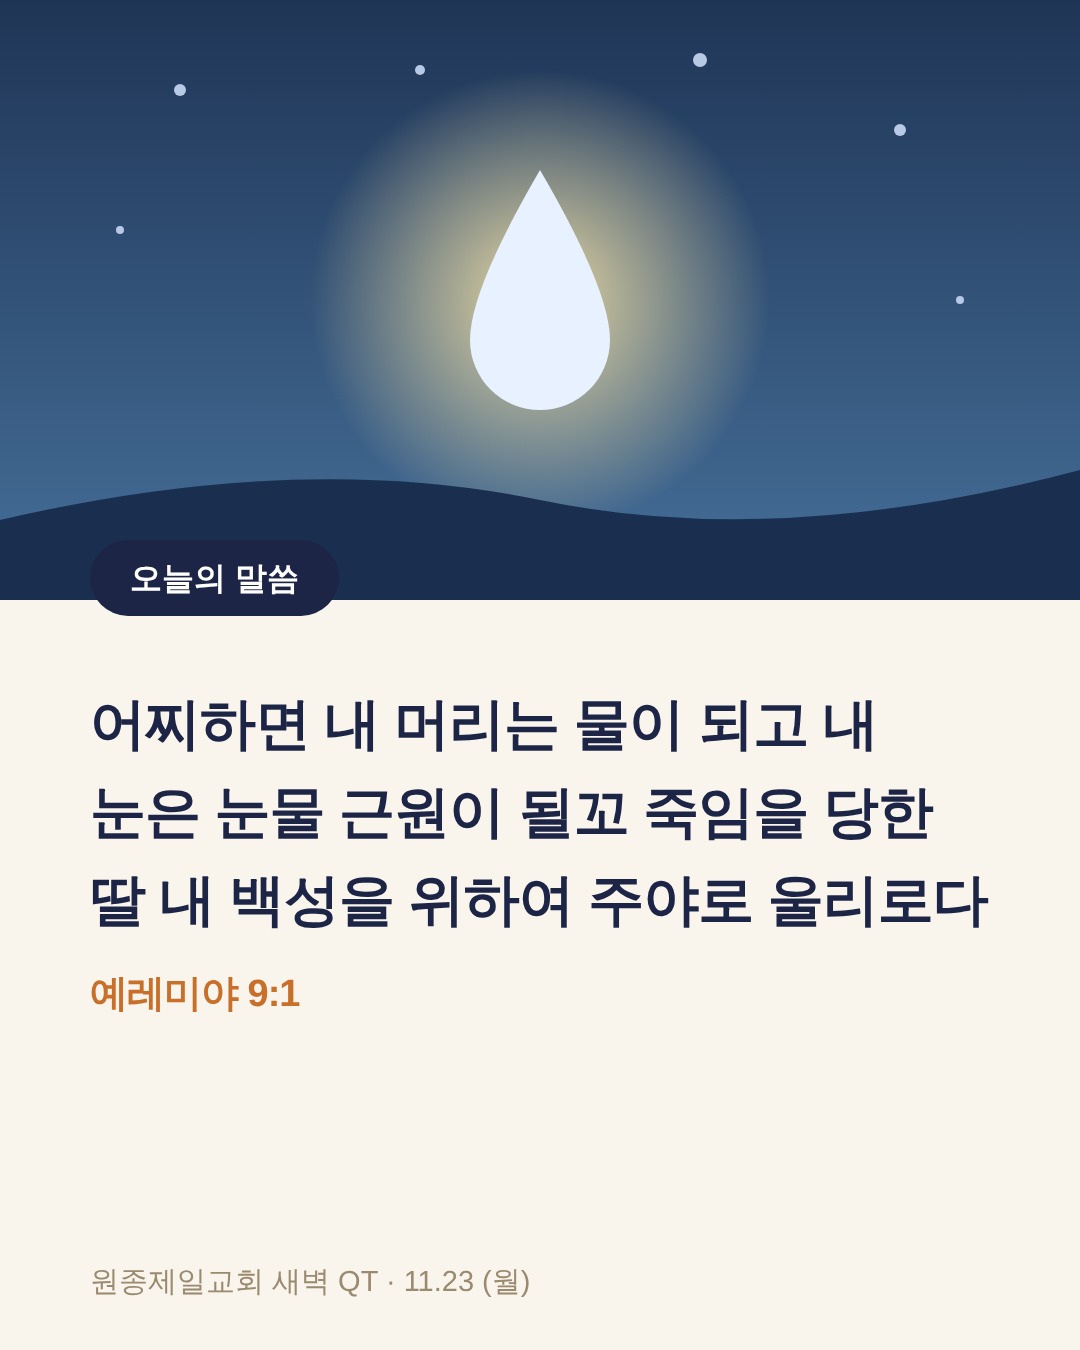 오늘의 말씀
어찌하면 내 머리는 물이 되고 내
눈은 눈물 근원이 될꼬 죽임을 당한
딸 내 백성을 위하여 주야로 울리로다
예레미야 9:1
원종제일교회 새벽 QT · 11.23 (월)